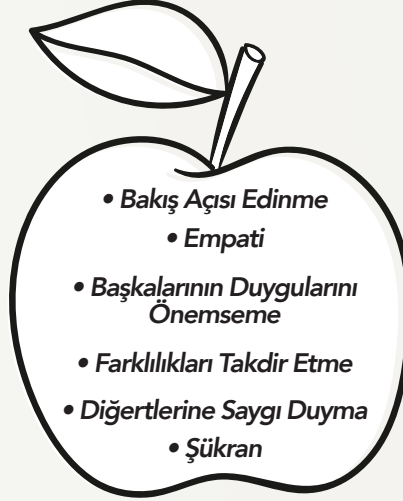 • Bakış Açısı Edinme
• Empati
• Başkalarının Duygularını
Önemseme
• Farklılıkları Takdir Etme
• Diğertlerine Saygı Duyma
• Şükran